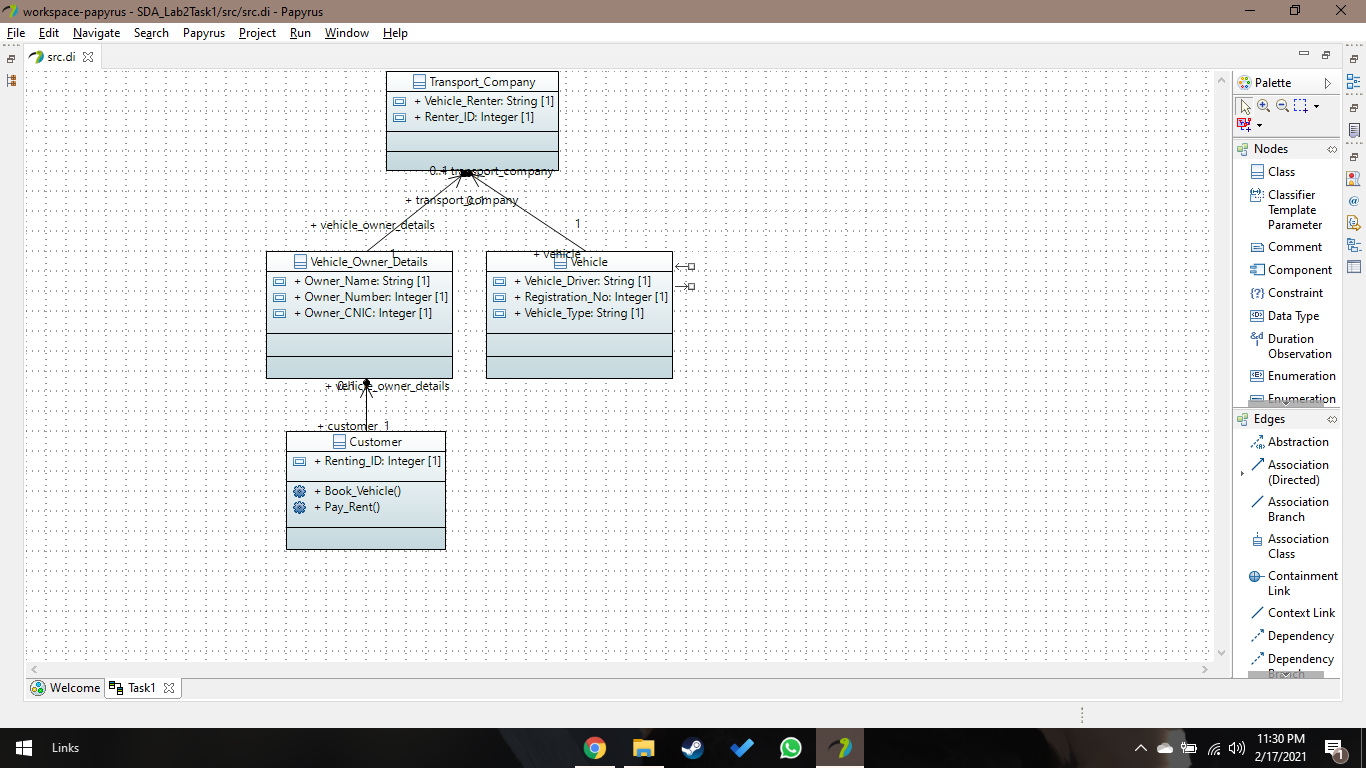 workspace-papyrus - SDA_Lab2Task1/src/src.di - Papyrus
File Edit Navigate Search Papyrus Project Run Window Help
src.di
Transport_Company
+ Vehicle_Renter: String [1]
+ Renter_ID: Integer [1]
+ transport_company
+ transport_company
+ vehicle_owner_details
1
1
+ vehicle
Vehicle_Owner_Details
+ Owner_Name: String [1]
+ Owner_Number: Integer [1]
+ Owner_CNIC: Integer [1]
Vehicle
+ Vehicle_Driver: String [1]
+ Registration_No: Integer [1]
+ Vehicle_Type: String [1]
+ vehicle_owner_details
+ customer 1
Customer
+ Renting_ID: Integer [1]
+ Book_Vehicle()
+ Pay_Rent()
Palette
Nodes
Class
Classifier
Template
Parameter
Comment
Component
Constraint
Data Type
Duration
Observation
Enumeration
Enumeration
Edges
Abstraction
Association
(Directed)
Association
Branch
Association
Class
Containment
Link
Context Link
Dependency
Dependency
Branch
Welcome Task1
Links
11:30 PM
2/17/2021
1